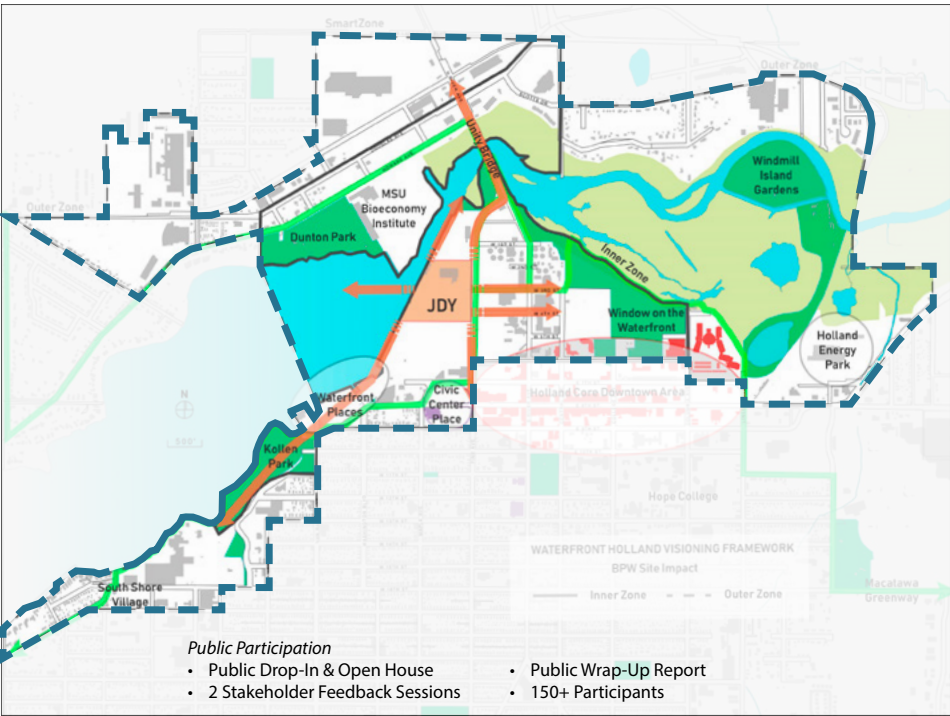 SmartZone
Outer Zone
Unity Bridge
Windmill
Island
Gardens
MSU
Bioeconomy
Institute
Outer Zone
Dunton Park
Inner Zone
JDY
Window on the
Waterfront
Holland
Energy
Park
Waterfront
Places
Civic
Center
Place
Holland Core Downtown Area
N
Kollen
Park
Hope College
WATERFRONT HOLLAND VISIONING FRAMEWORK
BPW Site Impact
Inner Zone
Outer Zone
Macatawa
Greenway
South Shore
Village
Public Participation
• Public Drop-In & Open House
• 2 Stakeholder Feedback Sessions
• Public Wrap-Up Report
• 150+ Participants